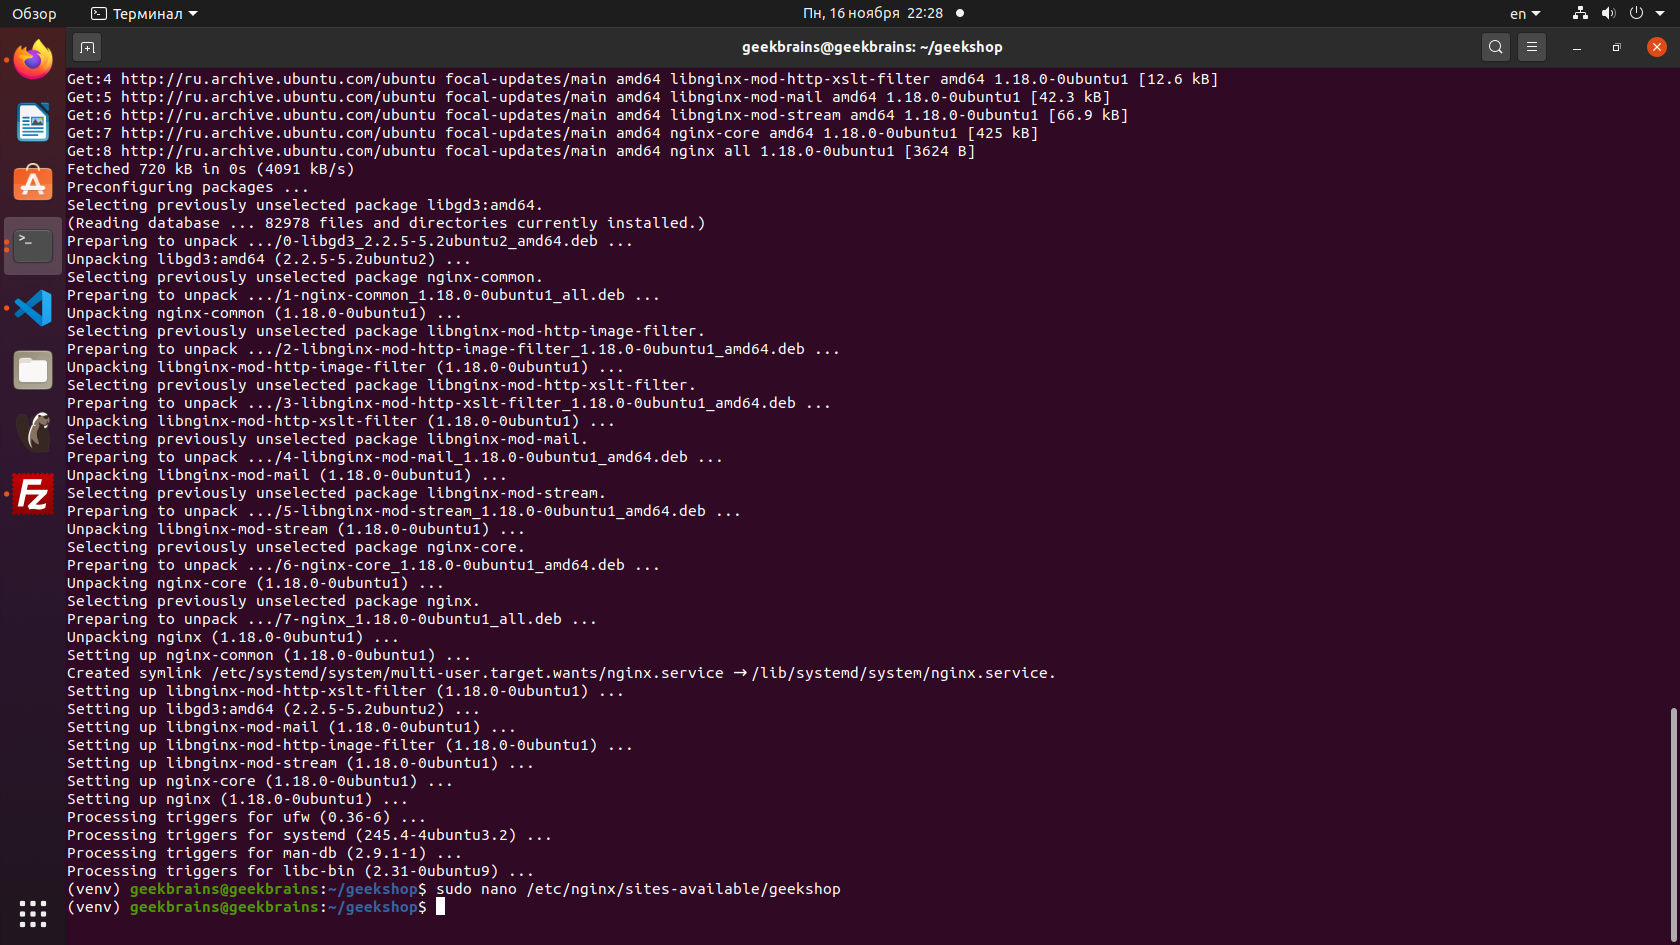 Обзор Терминал Пн, 16 ноября 22:28 en
geekbrains@geekbrains: ~/geekshop
Get:4 http://ru.archive.ubuntu.com/ubuntu focal-updates/main amd64 libnginx-mod-http-xslt-filter amd64 1.18.0-0ubuntu1 [12.6 kB]
Get:5 http://ru.archive.ubuntu.com/ubuntu focal-updates/main amd64 libnginx-mod-mail amd64 1.18.0-0ubuntu1 [42.3 kB]
Get:6 http://ru.archive.ubuntu.com/ubuntu focal-updates/main amd64 libnginx-mod-stream amd64 1.18.0-0ubuntu1 [66.9 kB]
Get:7 http://ru.archive.ubuntu.com/ubuntu focal-updates/main amd64 nginx-core amd64 1.18.0-0ubuntu1 [425 kB]
Get:8 http://ru.archive.ubuntu.com/ubuntu focal-updates/main amd64 nginx all 1.18.0-0ubuntu1 [3624 B]
Fetched 720 kB in 0s (4091 kB/s)
Preconfiguring packages ...
Selecting previously unselected package libgd3:amd64.
(Reading database ... 82978 files and directories currently installed.)
Preparing to unpack .../0-libgd3_2.2.5-5.2ubuntu2_amd64.deb ...
Unpacking libgd3:amd64 (2.2.5-5.2ubuntu2) ...
Selecting previously unselected package nginx-common.
Preparing to unpack .../1-nginx-common_1.18.0-0ubuntu1_all.deb ...
Unpacking nginx-common (1.18.0-0ubuntu1) ...
Selecting previously unselected package libnginx-mod-http-image-filter.
Preparing to unpack .../2-libnginx-mod-http-image-filter_1.18.0-0ubuntu1_amd64.deb ...
Unpacking libnginx-mod-http-image-filter (1.18.0-0ubuntu1) ...
Selecting previously unselected package libnginx-mod-http-xslt-filter.
Preparing to unpack .../3-libnginx-mod-http-xslt-filter_1.18.0-0ubuntu1_amd64.deb ...
Unpacking libnginx-mod-http-xslt-filter (1.18.0-0ubuntu1) ...
Selecting previously unselected package libnginx-mod-mail.
Preparing to unpack .../4-libnginx-mod-mail_1.18.0-0ubuntu1_amd64.deb ...
Unpacking libnginx-mod-mail (1.18.0-0ubuntu1) ...
Selecting previously unselected package libnginx-mod-stream.
Preparing to unpack .../5-libnginx-mod-stream_1.18.0-0ubuntu1_amd64.deb ...
Unpacking libnginx-mod-stream (1.18.0-0ubuntu1) ...
Selecting previously unselected package nginx-core.
Preparing to unpack .../6-nginx-core_1.18.0-0ubuntu1_amd64.deb ...
Unpacking nginx-core (1.18.0-0ubuntu1) ...
Selecting previously unselected package nginx.
Preparing to unpack .../7-nginx_1.18.0-0ubuntu1_all.deb ...
Unpacking nginx (1.18.0-0ubuntu1) ...
Setting up nginx-common (1.18.0-0ubuntu1) ...
Created symlink /etc/systemd/system/multi-user.target.wants/nginx.service → /lib/systemd/system/nginx.service.
Setting up libnginx-mod-http-xslt-filter (1.18.0-0ubuntu1) ...
Setting up libgd3:amd64 (2.2.5-5.2ubuntu2) ...
Setting up libnginx-mod-mail (1.18.0-0ubuntu1) ...
Setting up libnginx-mod-http-image-filter (1.18.0-0ubuntu1) ...
Setting up libnginx-mod-stream (1.18.0-0ubuntu1) ...
Setting up nginx-core (1.18.0-0ubuntu1) ...
Setting up nginx (1.18.0-0ubuntu1) ...
Processing triggers for ufw (0.36-6) ...
Processing triggers for systemd (245.4-4ubuntu3.2) ...
Processing triggers for man-db (2.9.1-1) ...
Processing triggers for libc-bin (2.31-0ubuntu9) ...
(venv) geekbrains@geekbrains:~/geekshop$ sudo nano /etc/nginx/sites-available/geekshop
(venv) geekbrains@geekbrains:~/geekshop$